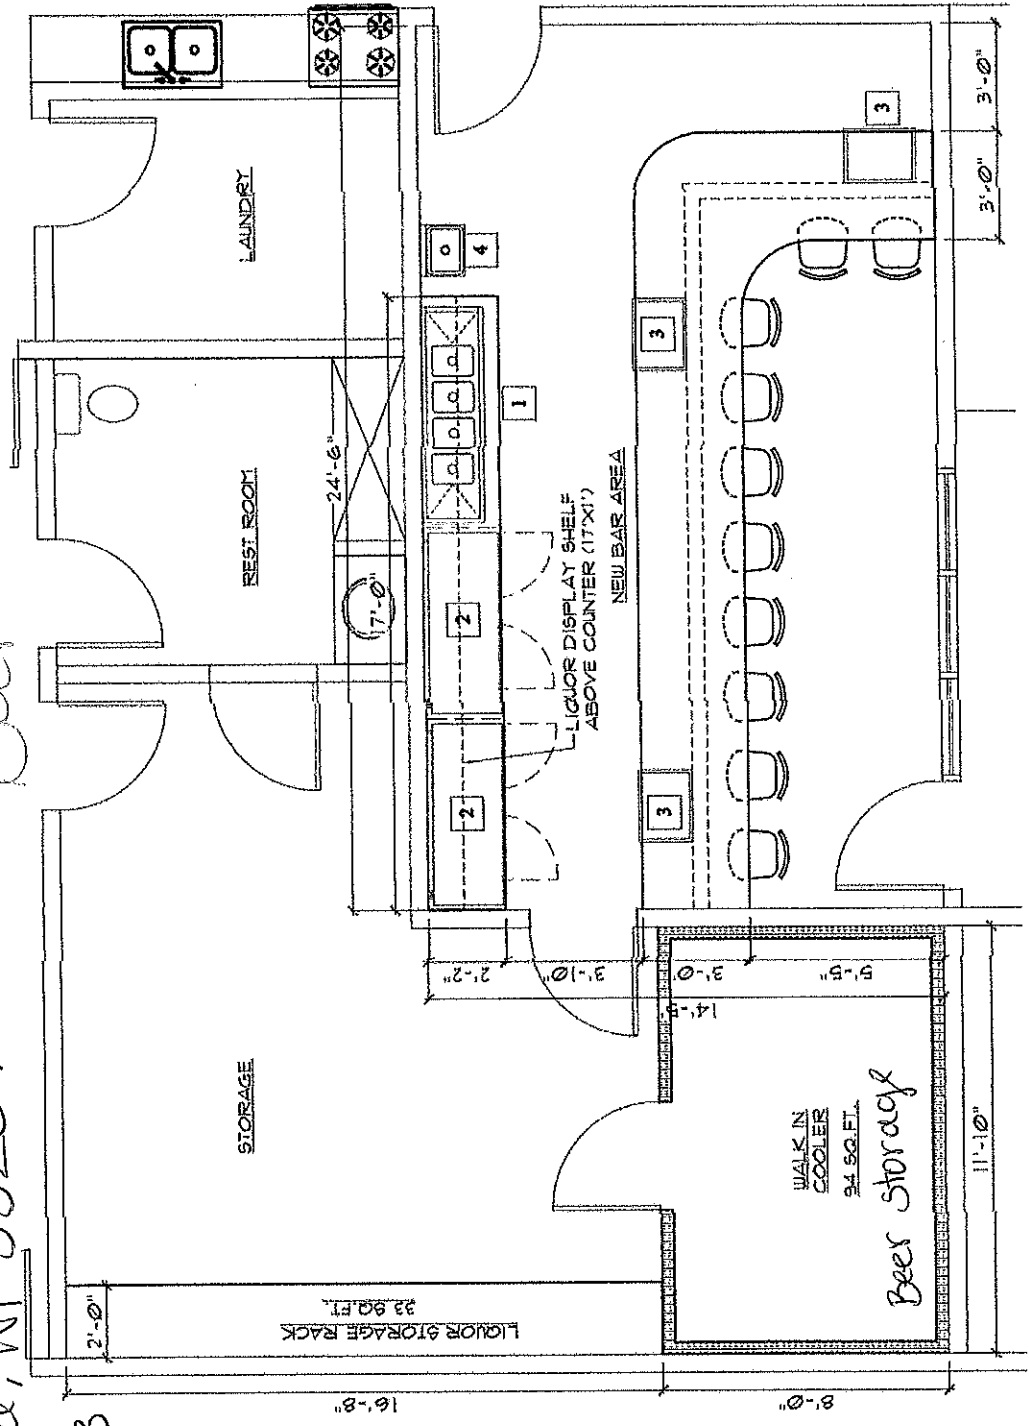 LAUNDRY
REST ROOM
24'-6"
17'-0"
4
1
2
2
LIQUOR DISPLAY SHELF
ABOVE COUNTER (17'X1')
NEW BAR AREA
3
3
3
3'-0"
3'-0"
2'-2"
3'-10"
3'-0"
5'-5"
14'-5"
STORAGE
WALK IN
COOLER
94 SQ.FT.
Beer storage
11'-10"
2'-0"
LIQUOR STORAGE RACK
33 SQ.FT.
16'-8"
8'-0"